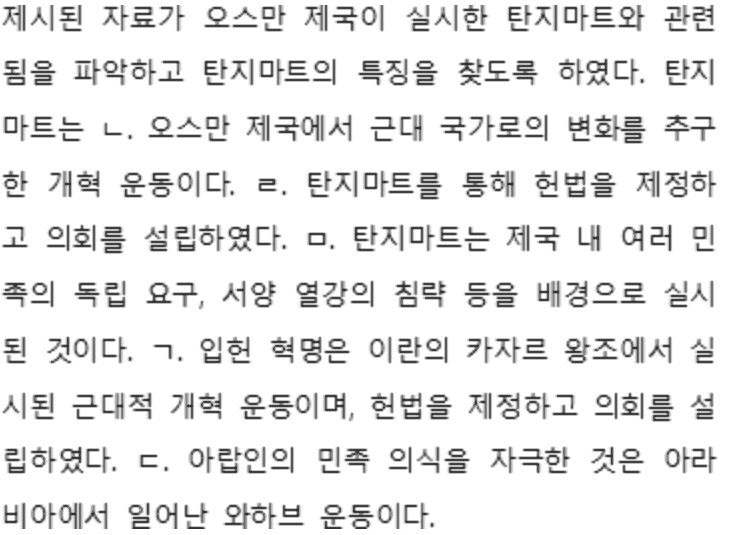 제시된 자료가 오스만 제국이 실시한 탄지마트와 관련
됨을 파악하고 탄지마트의 특징을 찾도록 하였다. 탄지
마트는 ㄴ. 오스만 제국에서 근대 국가로의 변화를 추구
한 개혁 운동이다. ㄹ. 탄지마트를 통해 헌법을 제정하
고 의회를 설립하였다. ㅁ. 탄지마트는 제국 내 여러 민
족의 독립 요구, 서양 열강의 침략 등을 배경으로 실시
된 것이다. ㄱ. 입헌 혁명은 이란의 카자르 왕조에서 실
시된 근대적 개혁 운동이며, 헌법을 제정하고 의회를 설
립하였다. ㄷ. 아랍인의 민족 의식을 자극한 것은 아라
비아에서 일어난 와하브 운동이다.